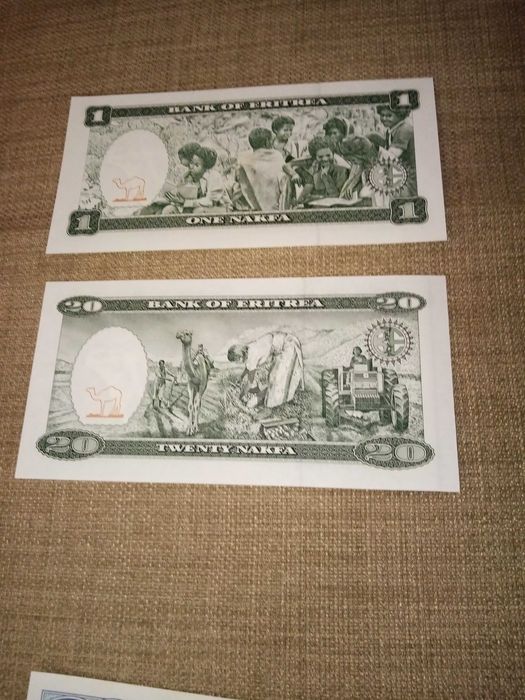 1 BANK OF ERITREA 1
1 ONE NAKFA 1
20 BANK OF ERITREA 20
20 TWENTY NAKFA 20